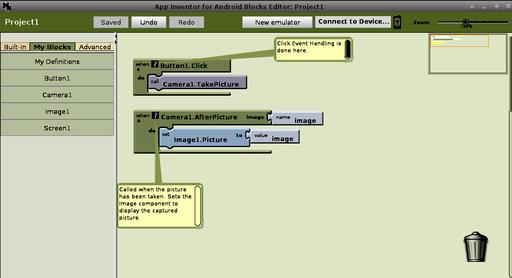 App Inventor for Android Blocks Editor: Project1
Project1
Saved
Undo
Redo
New emulator
Connect to Device...
Zoom
Built-In
My Blocks
Advanced
My Definitions
Button1
Camera1
Image1
Screen1
Click Event Handling is
done here.
when
?
Button1.Click
do
call
Camera1.TakePicture
when
?
Camera1.AfterPicture
image
name
image
do
set
Image1.Picture
to
value
image
Called when the picture
has been taken. Sets the
image component to
display the captured
picture.